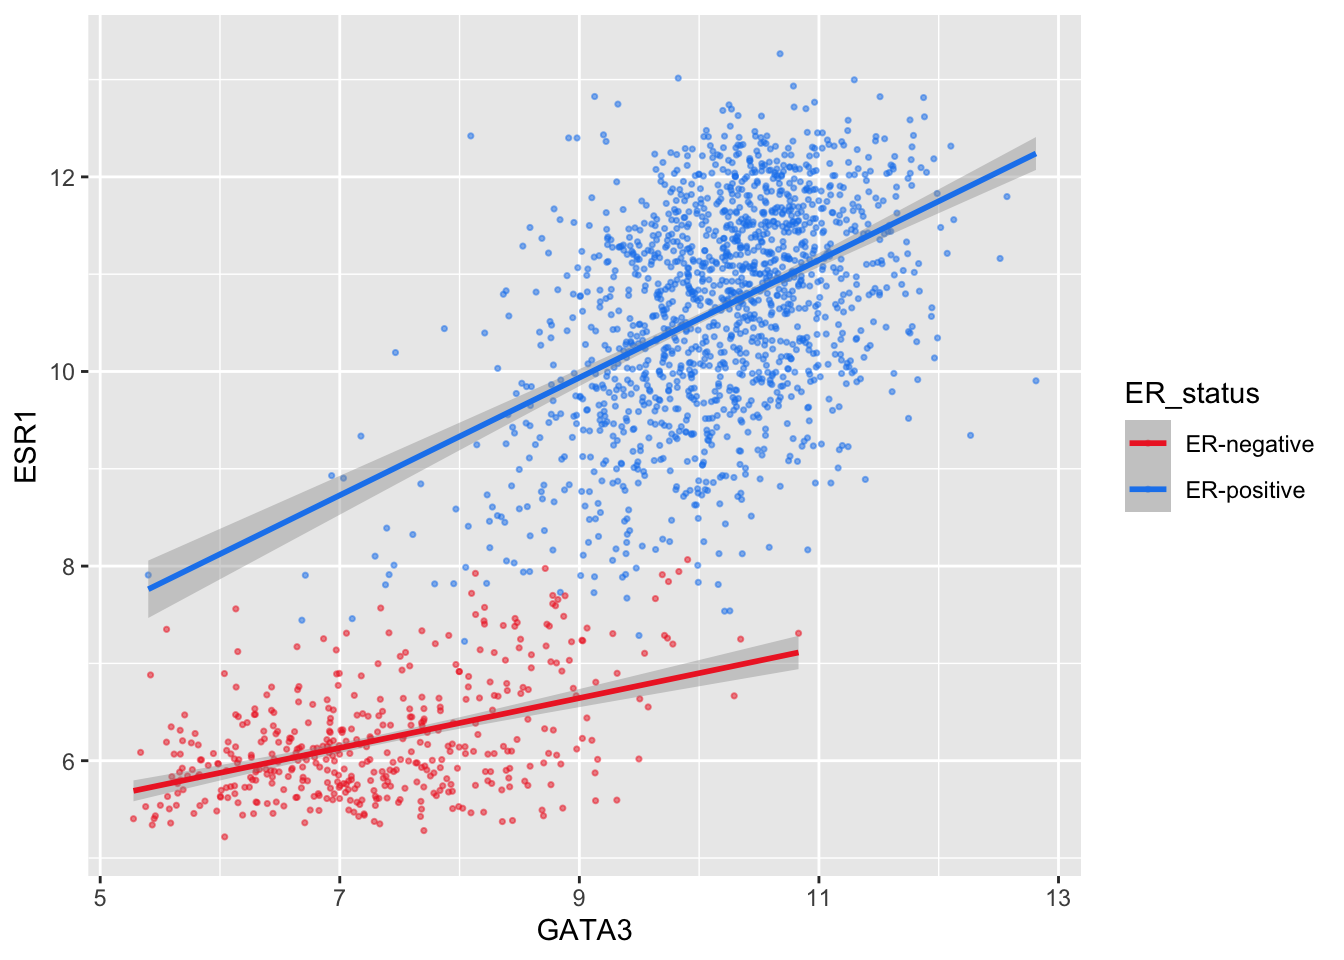 12
10
8
6
ESR1
5 7 9 11 13
GATA3
ER_status
ER-negative
ER-positive